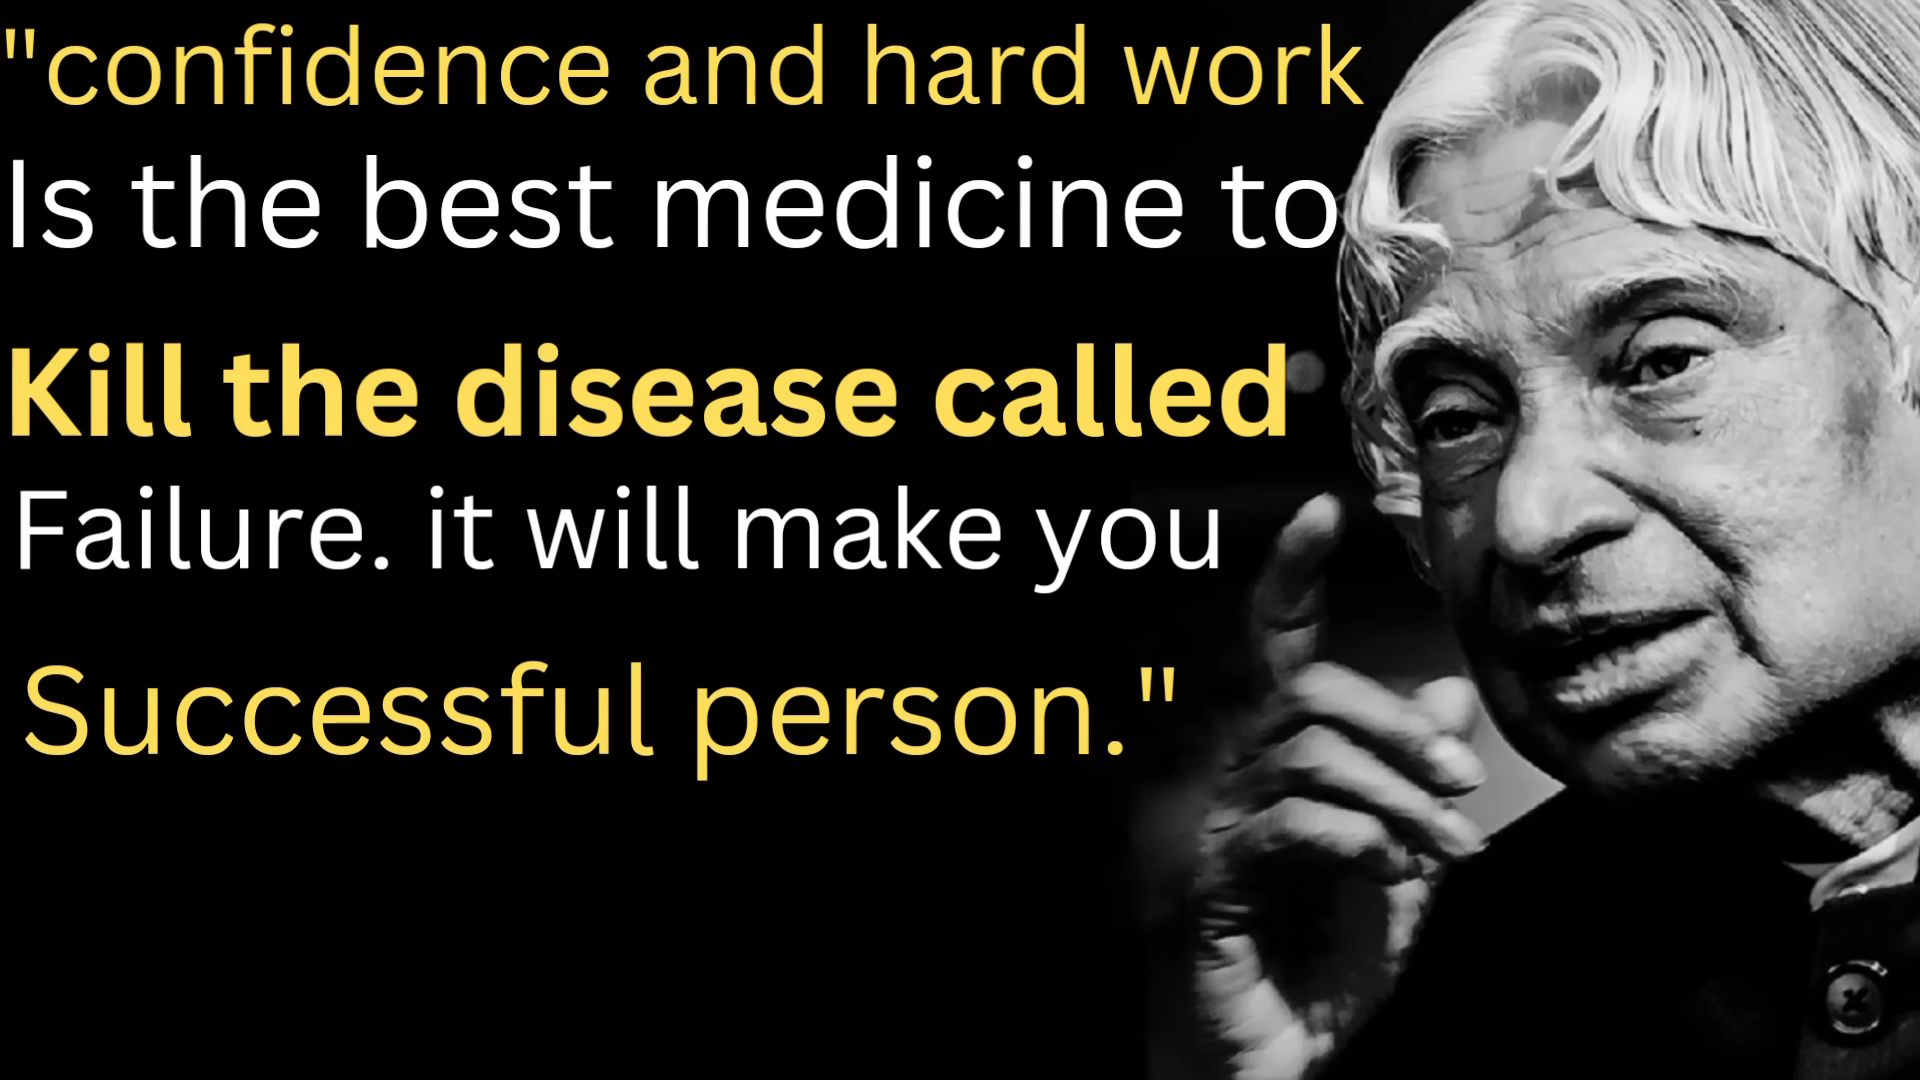 "confidence and hard work
Is the best medicine to
Kill the disease called
Failure. it will make you
Successful person."